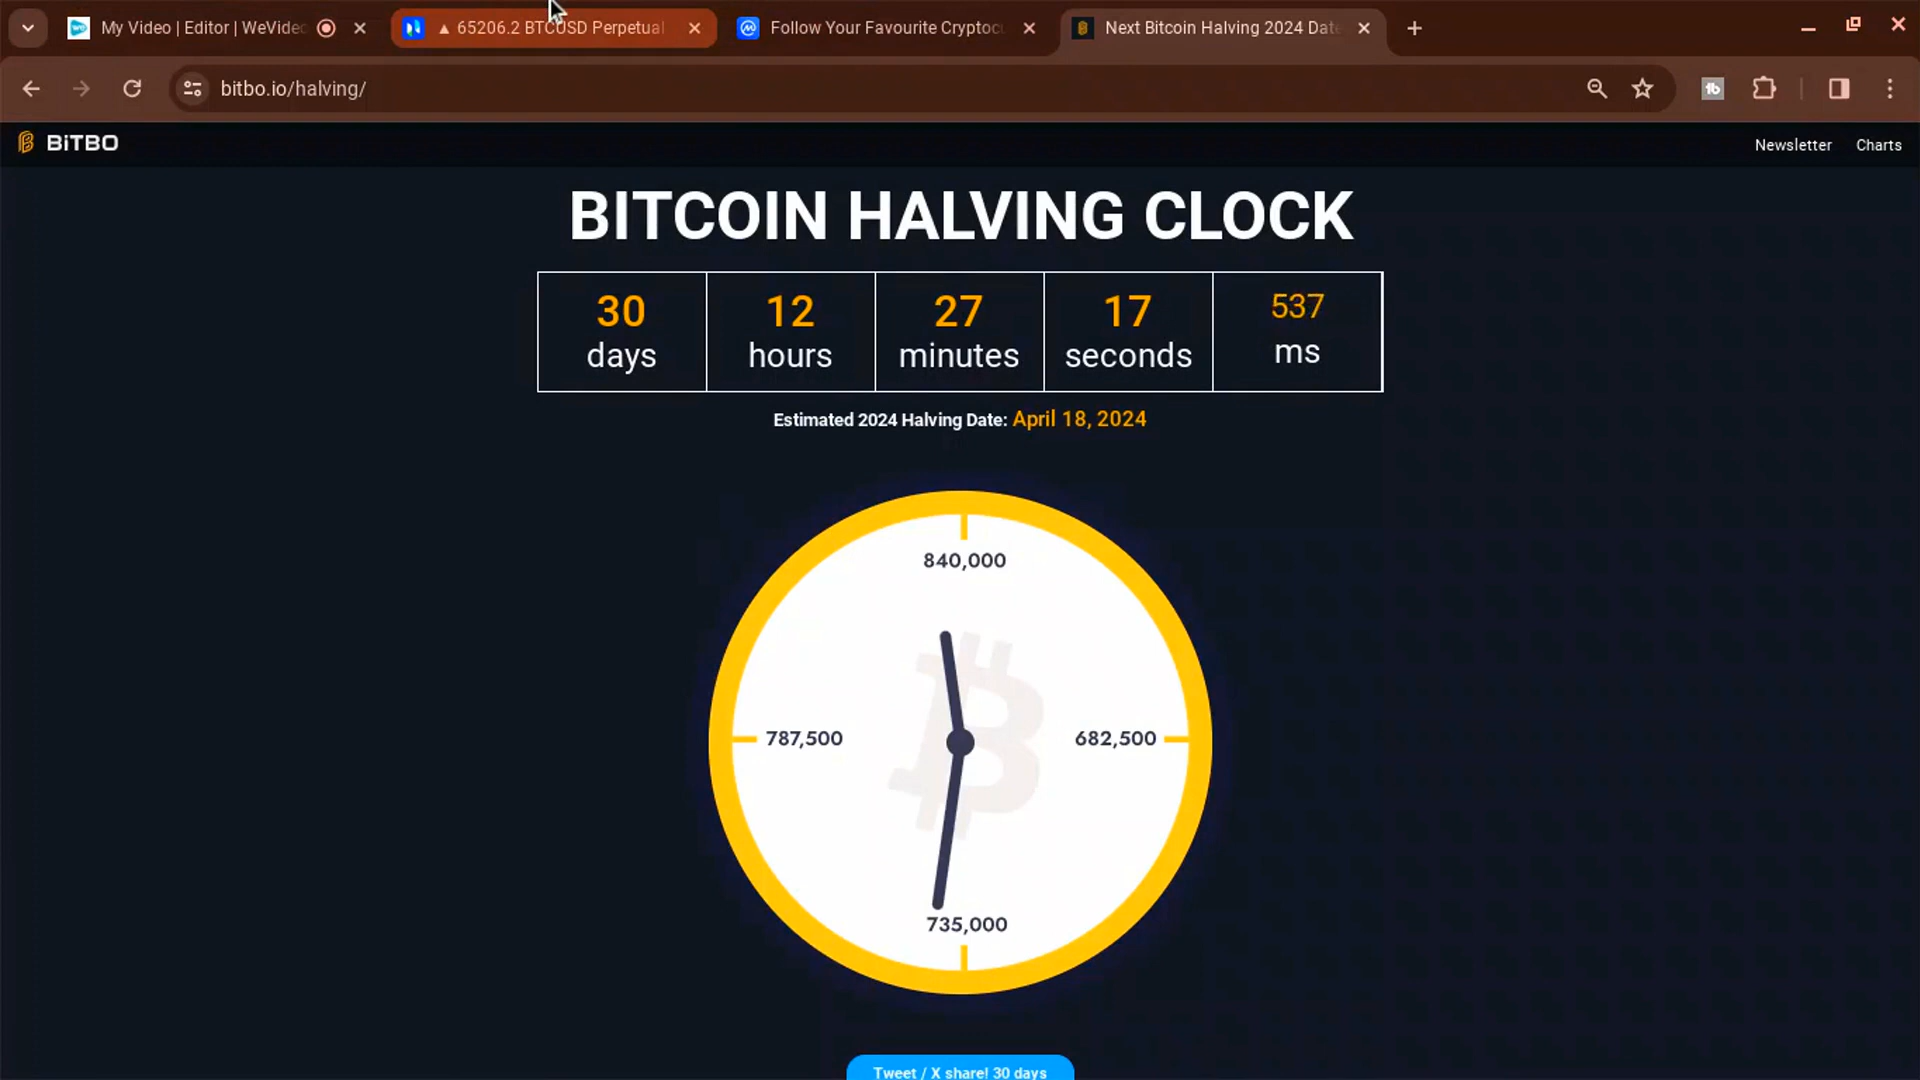 My Video | Editor | WeVideo
▲ 65206.2 BTCUSD Perpetual
Follow Your Favourite Cryptoc
Next Bitcoin Halving 2024 Date
bitbo.io/halving/
BiTBO
Newsletter
Charts
BITCOIN HALVING CLOCK
30
12
27
17
537
days
hours
minutes
seconds
ms
Estimated 2024 Halving Date: April 18, 2024
840,000
787,500
682,500
735,000
Tweet / X share! 30 days